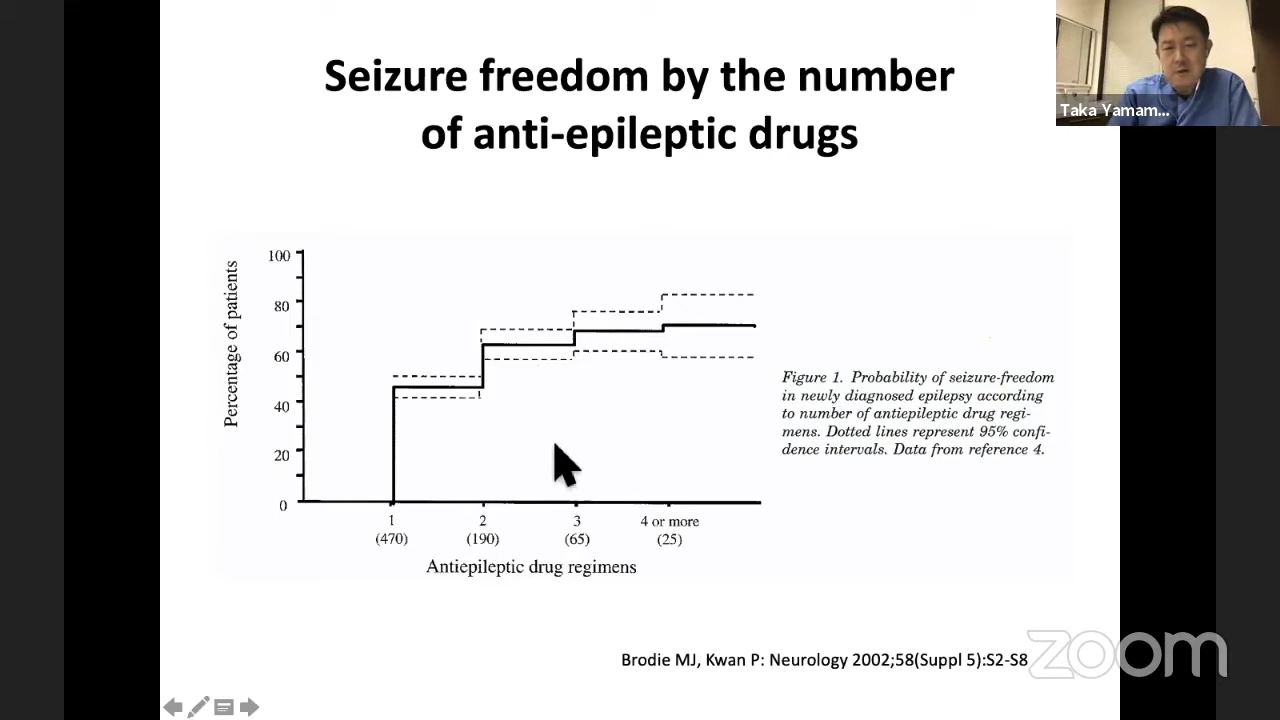 Seizure freedom by the number
of anti-epileptic drugs
Taka Yamam...
Percentage of patients
100
80
60
40
20
0
1
2
3
4 or more
(470)
(190)
(65)
(25)
Antiepileptic drug regimens
Figure 1. Probability of seizure-freedom
in newly diagnosed epilepsy according
to number of antiepileptic drug regi-
mens. Dotted lines represent 95% confi-
dence intervals. Data from reference 4.
Brodie MJ, Kwan P: Neurology 2002;58(Suppl 5):S2-S8
zoom